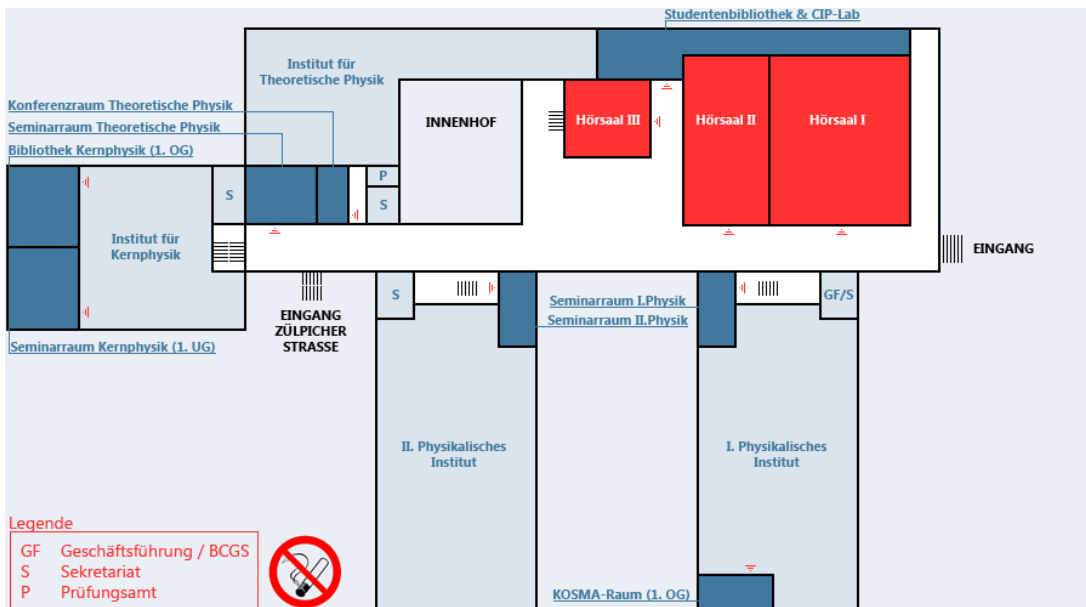 Studentenbibliothek & CIP-Lab
Institut für
Theoretische Physik
Konferenzraum Theoretische Physik
Seminarraum Theoretische Physik
Bibliothek Kernphysik (1. OG)
INNENHOF
Hörsaal III
Hörsaal II
Hörsaal I
P
S
S
Institut für
Kernphysik
EINGANG
S
GF/S
EINGANG
ZÜLPICHER
STRASSE
Seminarraum I.Physik
Seminarraum II.Physik
Seminarraum Kernphysik (1. UG)
II. Physikalisches
Institut
I. Physikalisches
Institut
Legende
GF Geschäftsführung / BCGS
S Sekretariat
P Prüfungsamt
KOSMA-Raum (1. OG)